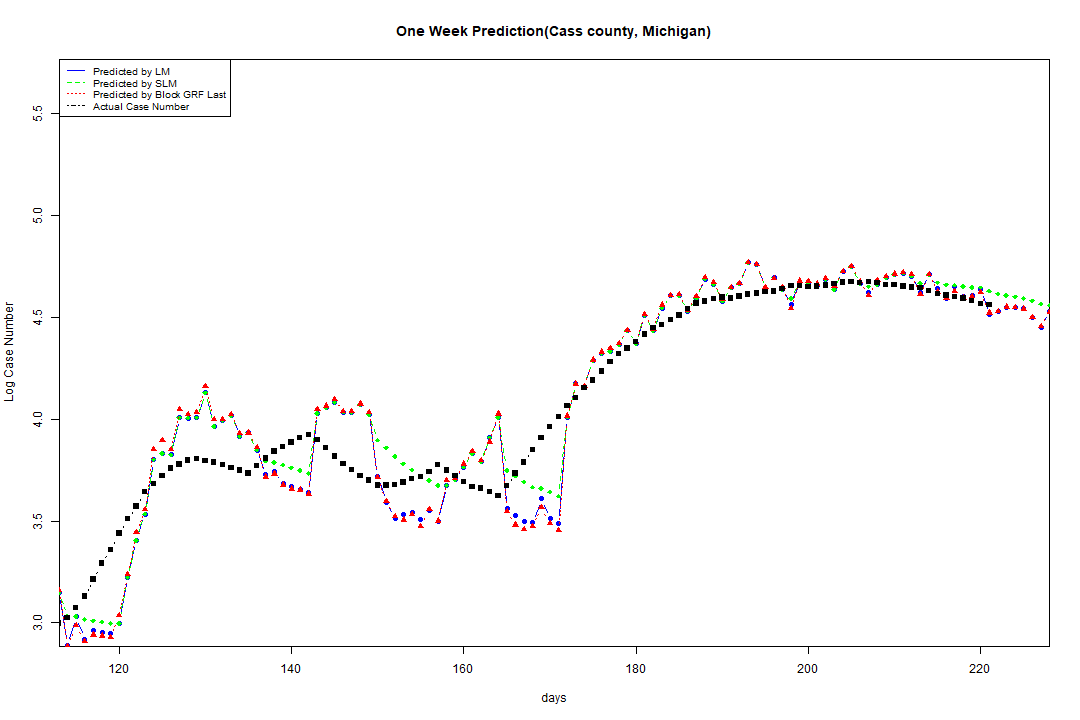 One Week Prediction(Cass county, Michigan)
Predicted by LM
Predicted by SLM
Predicted by Block GRF Last
Actual Case Number
Log Case Number
5.5
5.0
4.5
4.0
3.5
3.0
120 140 160 180 200 220
days